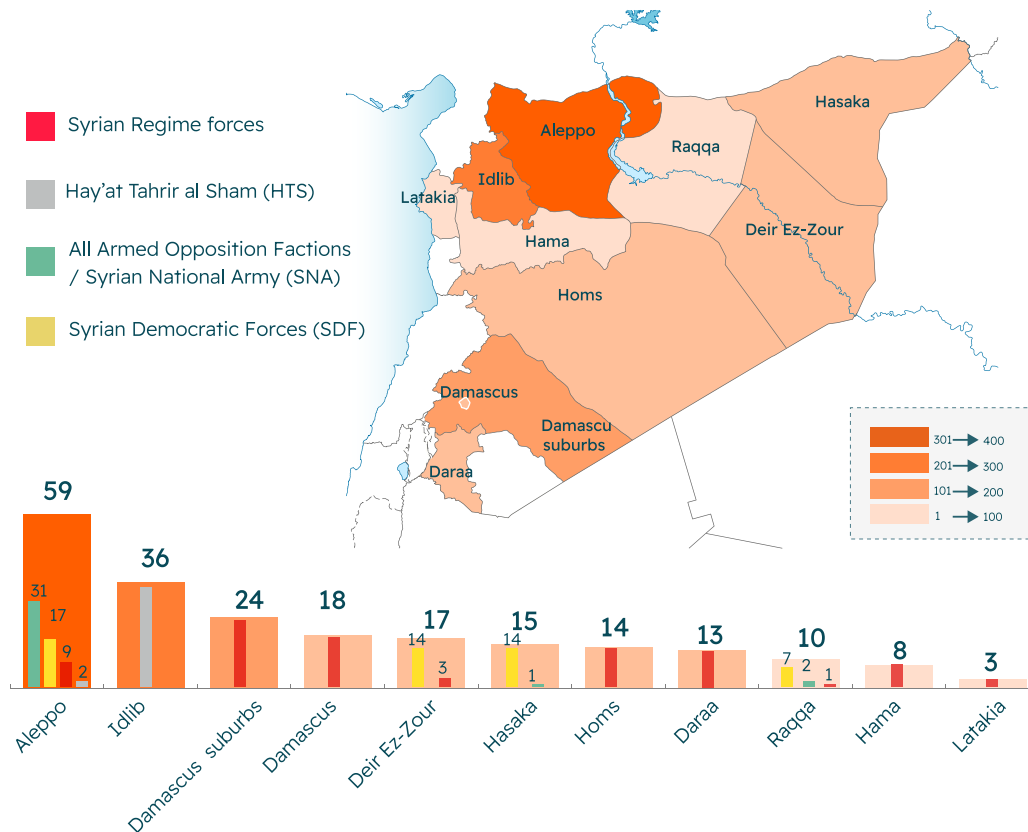 Syrian Regime forces
Hay'at Tahrir al Sham (HTS)
All Armed Opposition Factions
/ Syrian National Army (SNA)
Syrian Democratic Forces (SDF)
Hasaka
Aleppo
Raqqa
Idlib
Latakia
Deir Ez-Zour
Hama
Homs
Damascus
Damascu
suburbs
Daraa
301 → 400
201 → 300
101 → 200
1 → 100
59
31
17
9
2
36
24
18
17
14
3
15
14
1
14
13
10
7
2
1
8
3
Aleppo
Idlib
Damascus suburbs
Damascus
Deir Ez-Zour
Hasaka
Homs
Daraa
Raqqa
Hama
Latakia